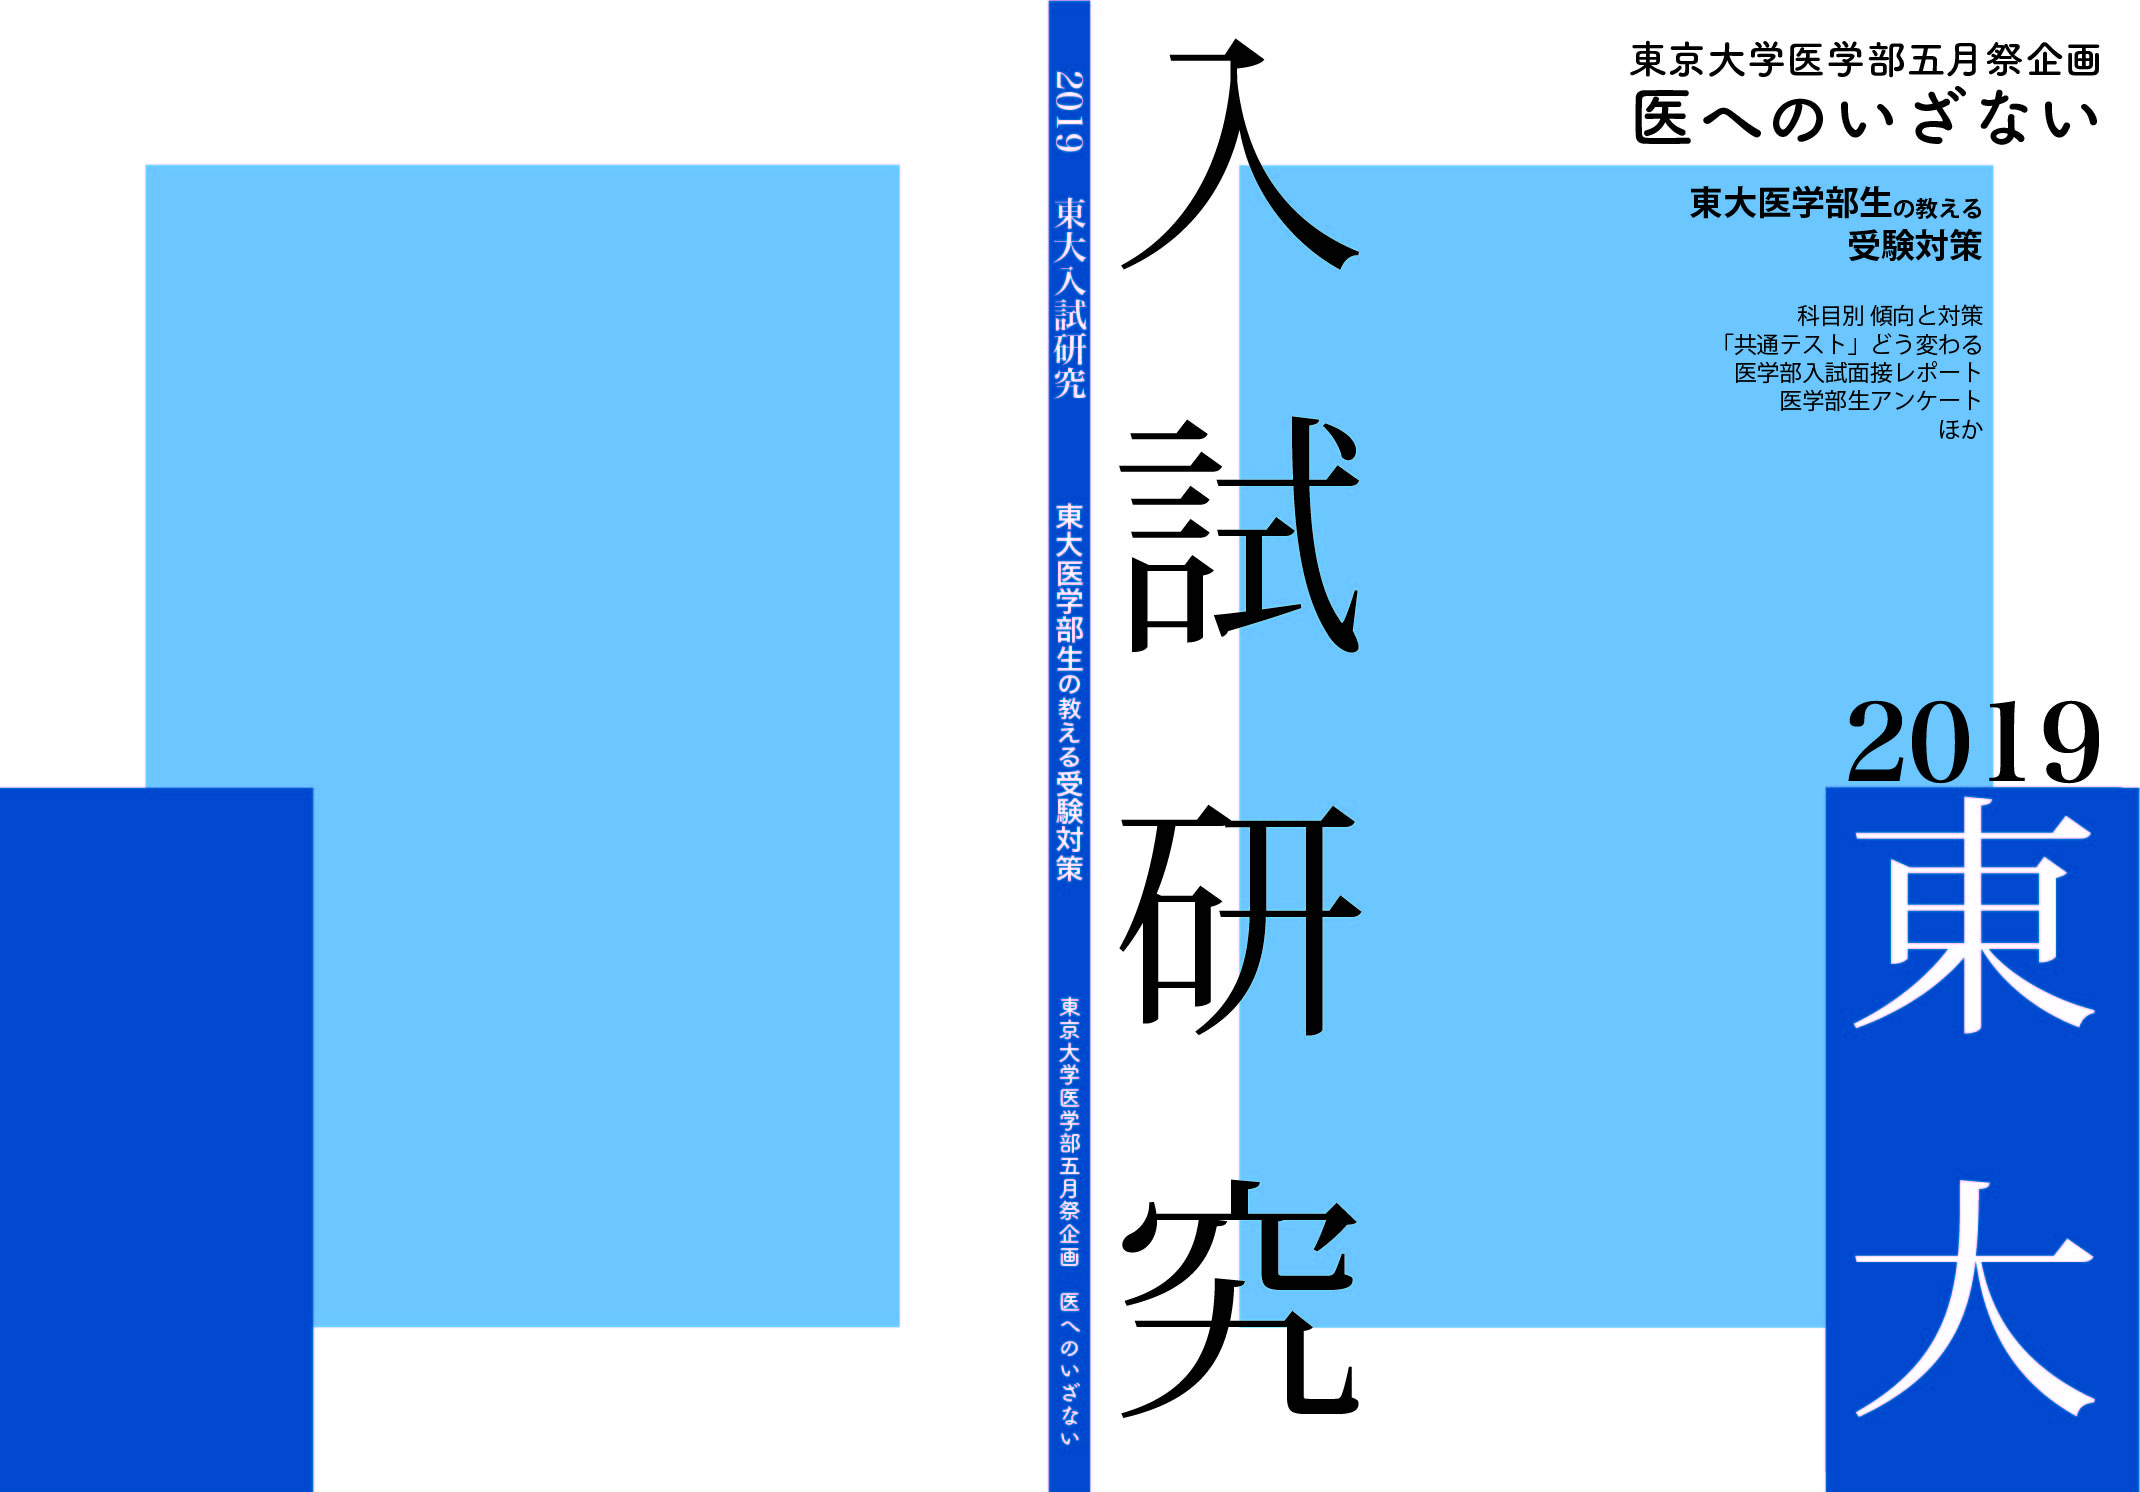 東京大学医学部五月祭企画
医へのいざない
東大医学部生の教える
受験対策
科目別 傾向と対策
「共通テスト」どう変わる
医学部入試面接レポート
医学部生アンケート
ほか
2019
東大
入試研究
2019 東大入試研究 東大医学部生の教える受験対策 東京大学医学部五月祭企画 医へのいざない